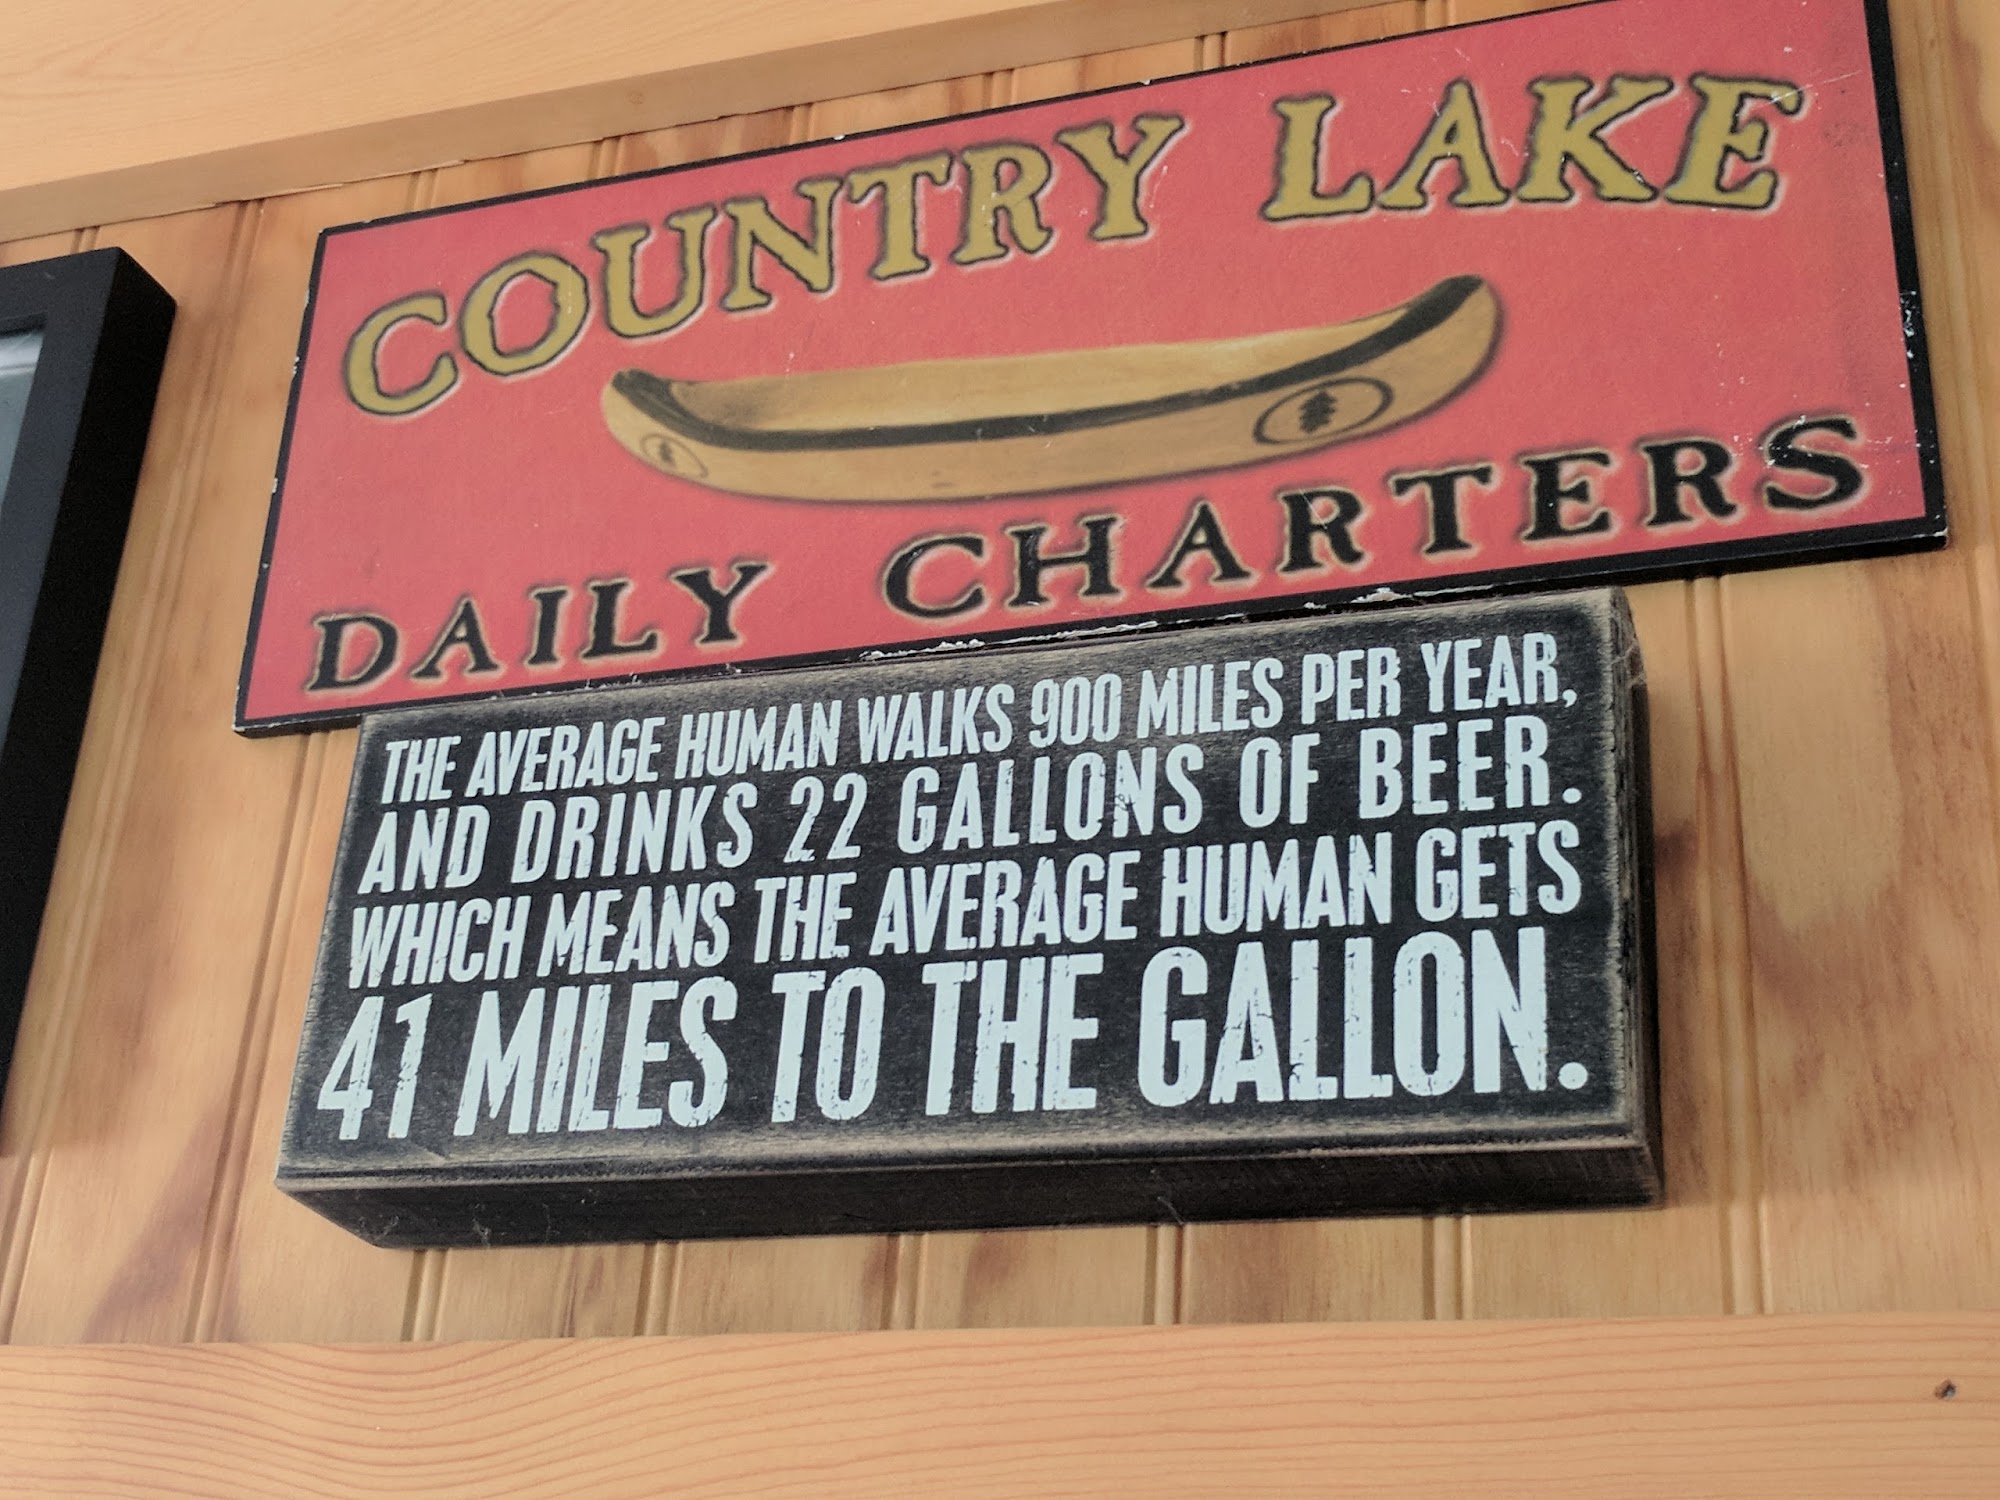 COUNTRY LAKE
DAILY CHARTERS
THE AVERAGE HUMAN WALKS 900 MILES PER YEAR,
AND DRINKS 22 GALLONS OF BEER.
WHICH MEANS THE AVERAGE HUMAN GETS
41 MILES TO THE GALLON.